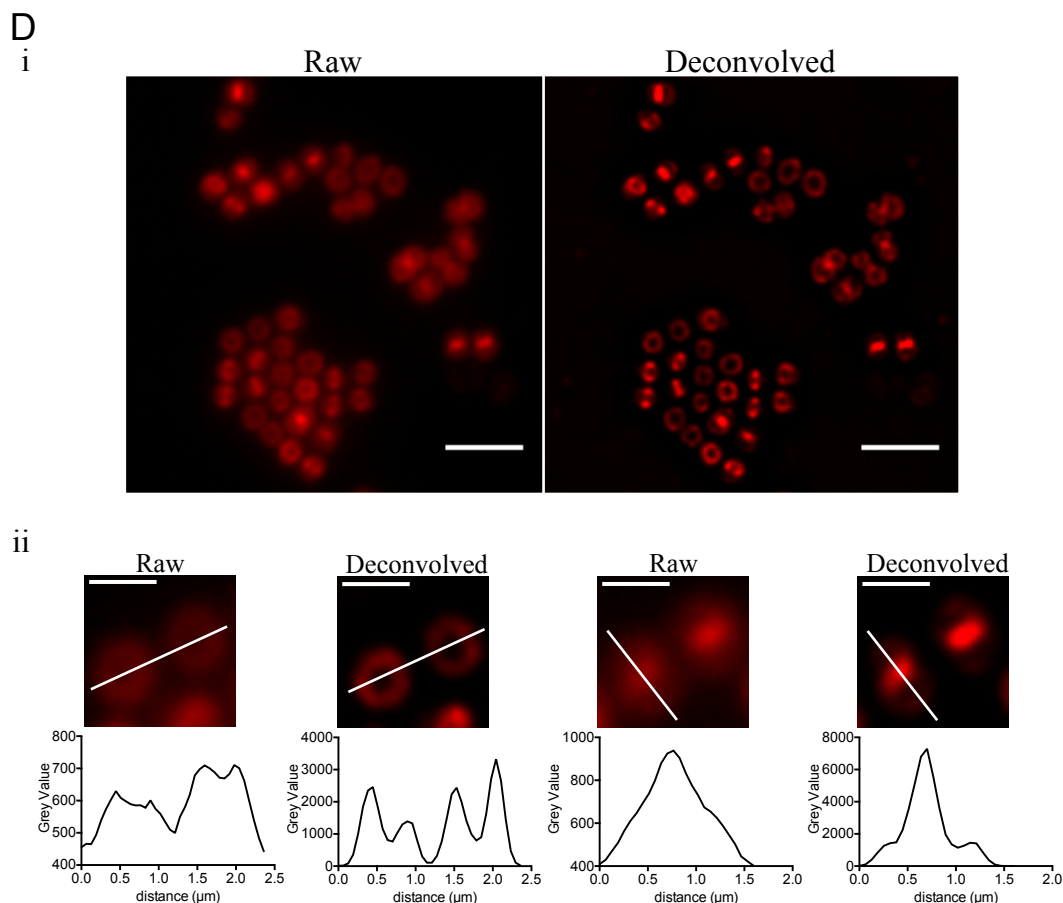 D
i
Raw Deconvolved
ii
Raw Deconvolved Raw Deconvolved
800
700
600
500
400
Grey Value
0.0 0.5 1.0 1.5 2.0 2.5
distance (µm)
4000
3000
2000
1000
0
Grey Value
0.0 0.5 1.0 1.5 2.0 2.5
distance (µm)
1000
800
600
400
Grey Value
0.0 0.5 1.0 1.5 2.0
distance (µm)
8000
6000
4000
2000
0
Grey Value
0.0 0.5 1.0 1.5 2.0
distance (µm)